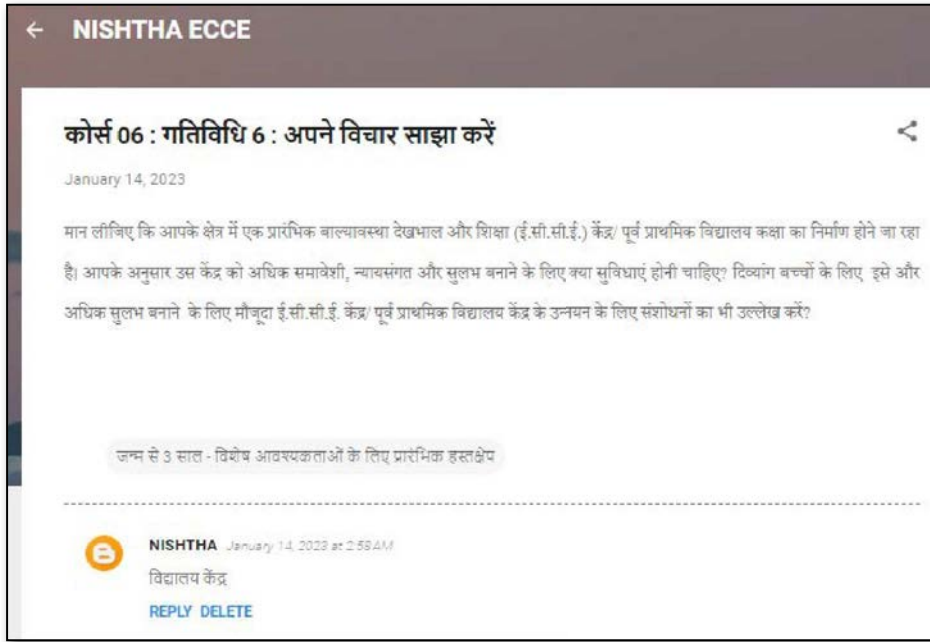 NISHTHA ECCE
कोर्स 06 : गतिविधि 6 : अपने विचार साझा करें
January 14, 2023
मान लीजिए कि आपके क्षेत्र में एक प्रारंभिक बाल्यावस्था देखभाल और शिक्षा (ई.सी.सी.ई.) केंद्र/ पूर्व प्राथमिक विद्यालय कक्षा का निर्माण होने जा रहा
है। आपके अनुसार उस केंद्र को अधिक समावेशी, न्यायसंगत और सुलभ बनाने के लिए क्या सुविधाएं होनी चाहिए? दिव्यांग बच्चों के लिए इसे और
अधिक सुलभ बनाने के लिए मौजूदा ई.सी.सी.ई. केंद्र/ पूर्व प्राथमिक विद्यालय केंद्र के उन्नयन के लिए संशोधनों का भी उल्लेख करें?
जन्म से 3 साल - विशेष आवश्यकताओं के लिए प्रारंभिक हस्तक्षेप
NISHTHA January 14, 2023 at 2:59 AM
विद्यालय केंद्र
REPLY DELETE